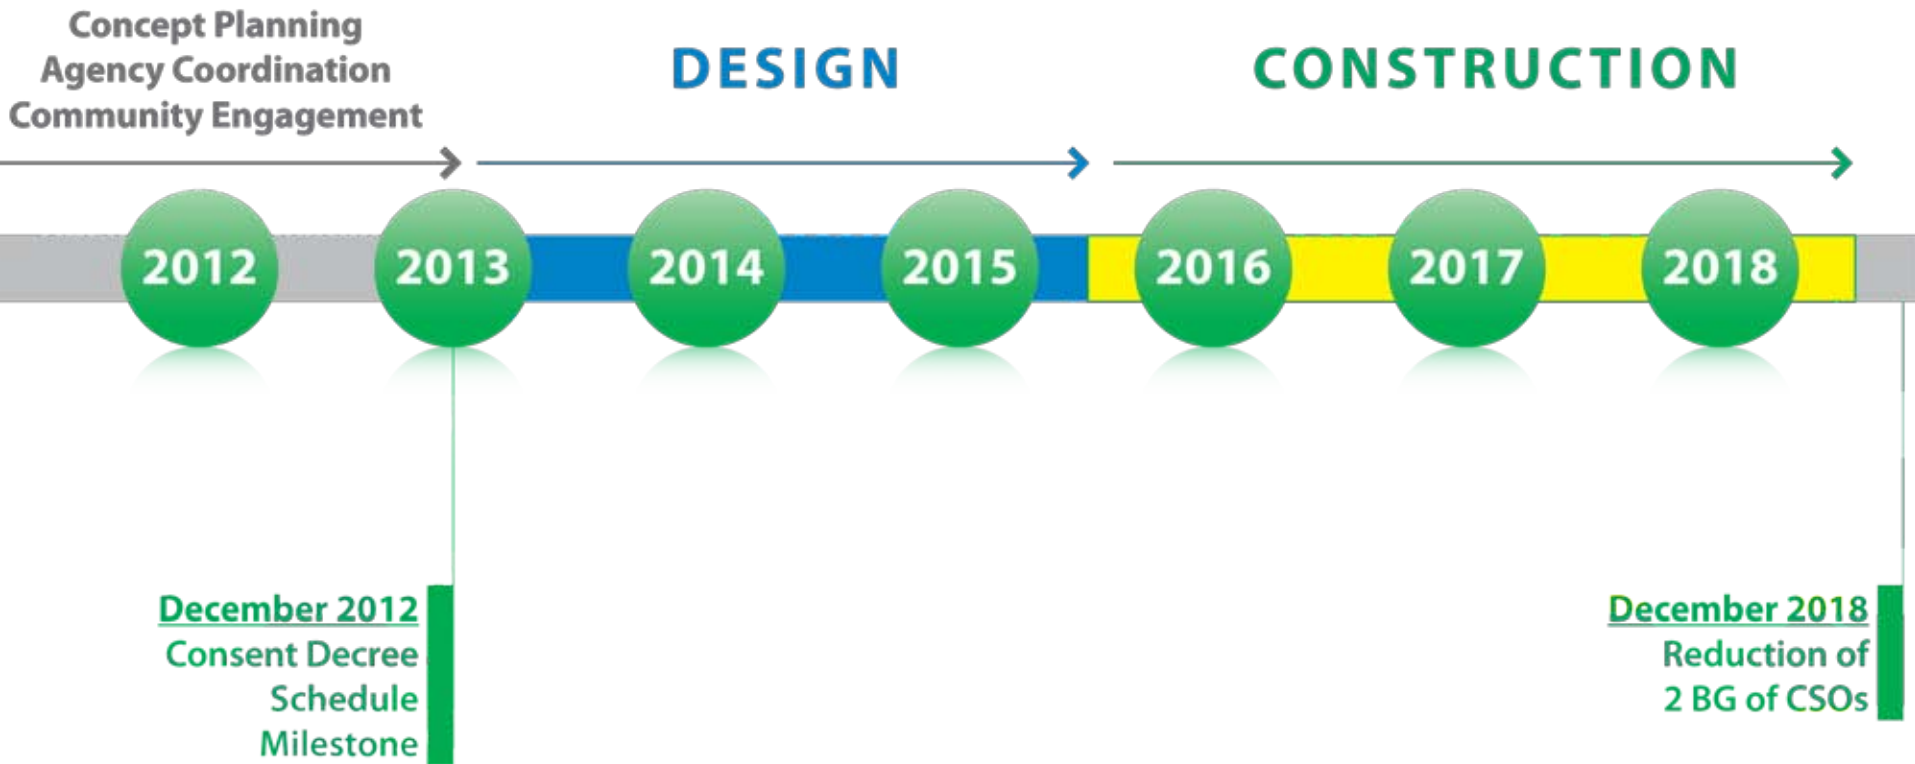 Concept Planning
Agency Coordination
Community Engagement
DESIGN
CONSTRUCTION
2012
2013
2014
2015
2016
2017
2018
December 2012
Consent Decree
Schedule
Milestone
December 2018
Reduction of
2 BG of CSOs